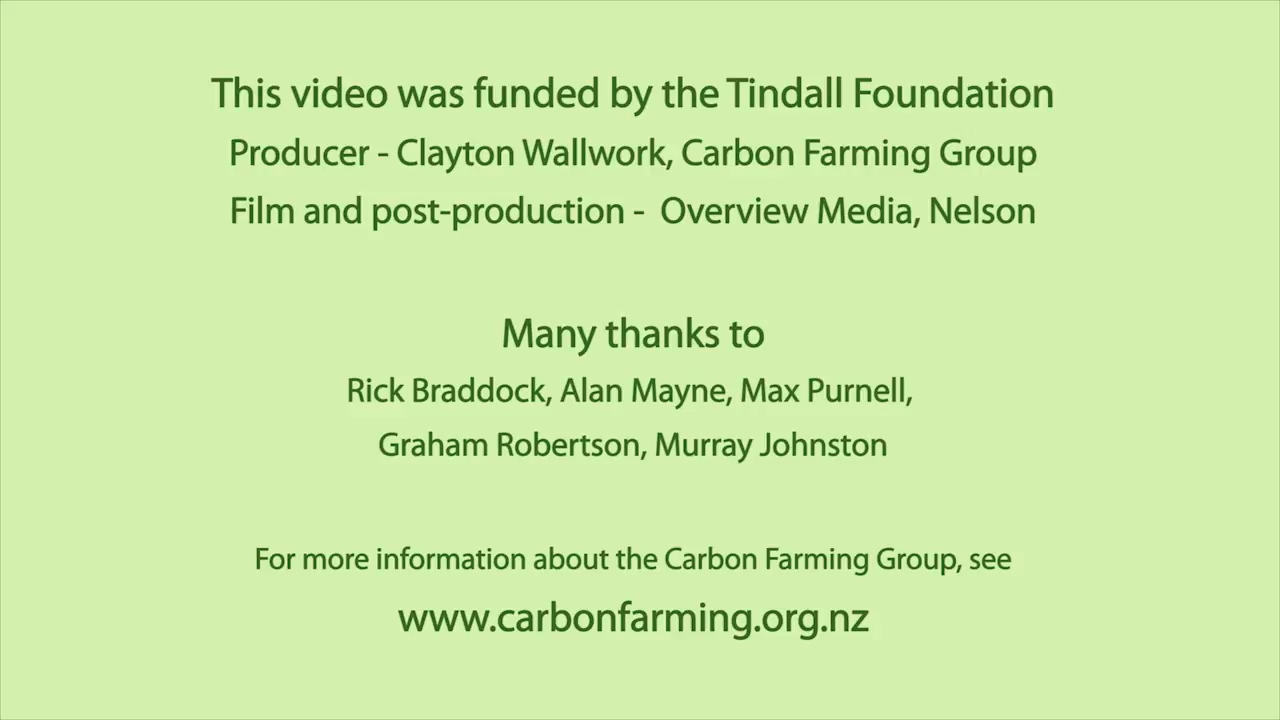 This video was funded by the Tindall Foundation
Producer - Clayton Wallwork, Carbon Farming Group
Film and post-production - Overview Media, Nelson
Many thanks to
Rick Braddock, Alan Mayne, Max Purnell,
Graham Robertson, Murray Johnston
For more information about the Carbon Farming Group, see
www.carbonfarming.org.nz